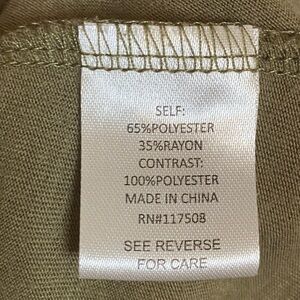 SELF:
65%POLYESTER
35%RAYON
CONTRAST:
100%POLYESTER
MADE IN CHINA
RN#117508
SEE REVERSE
FOR CARE